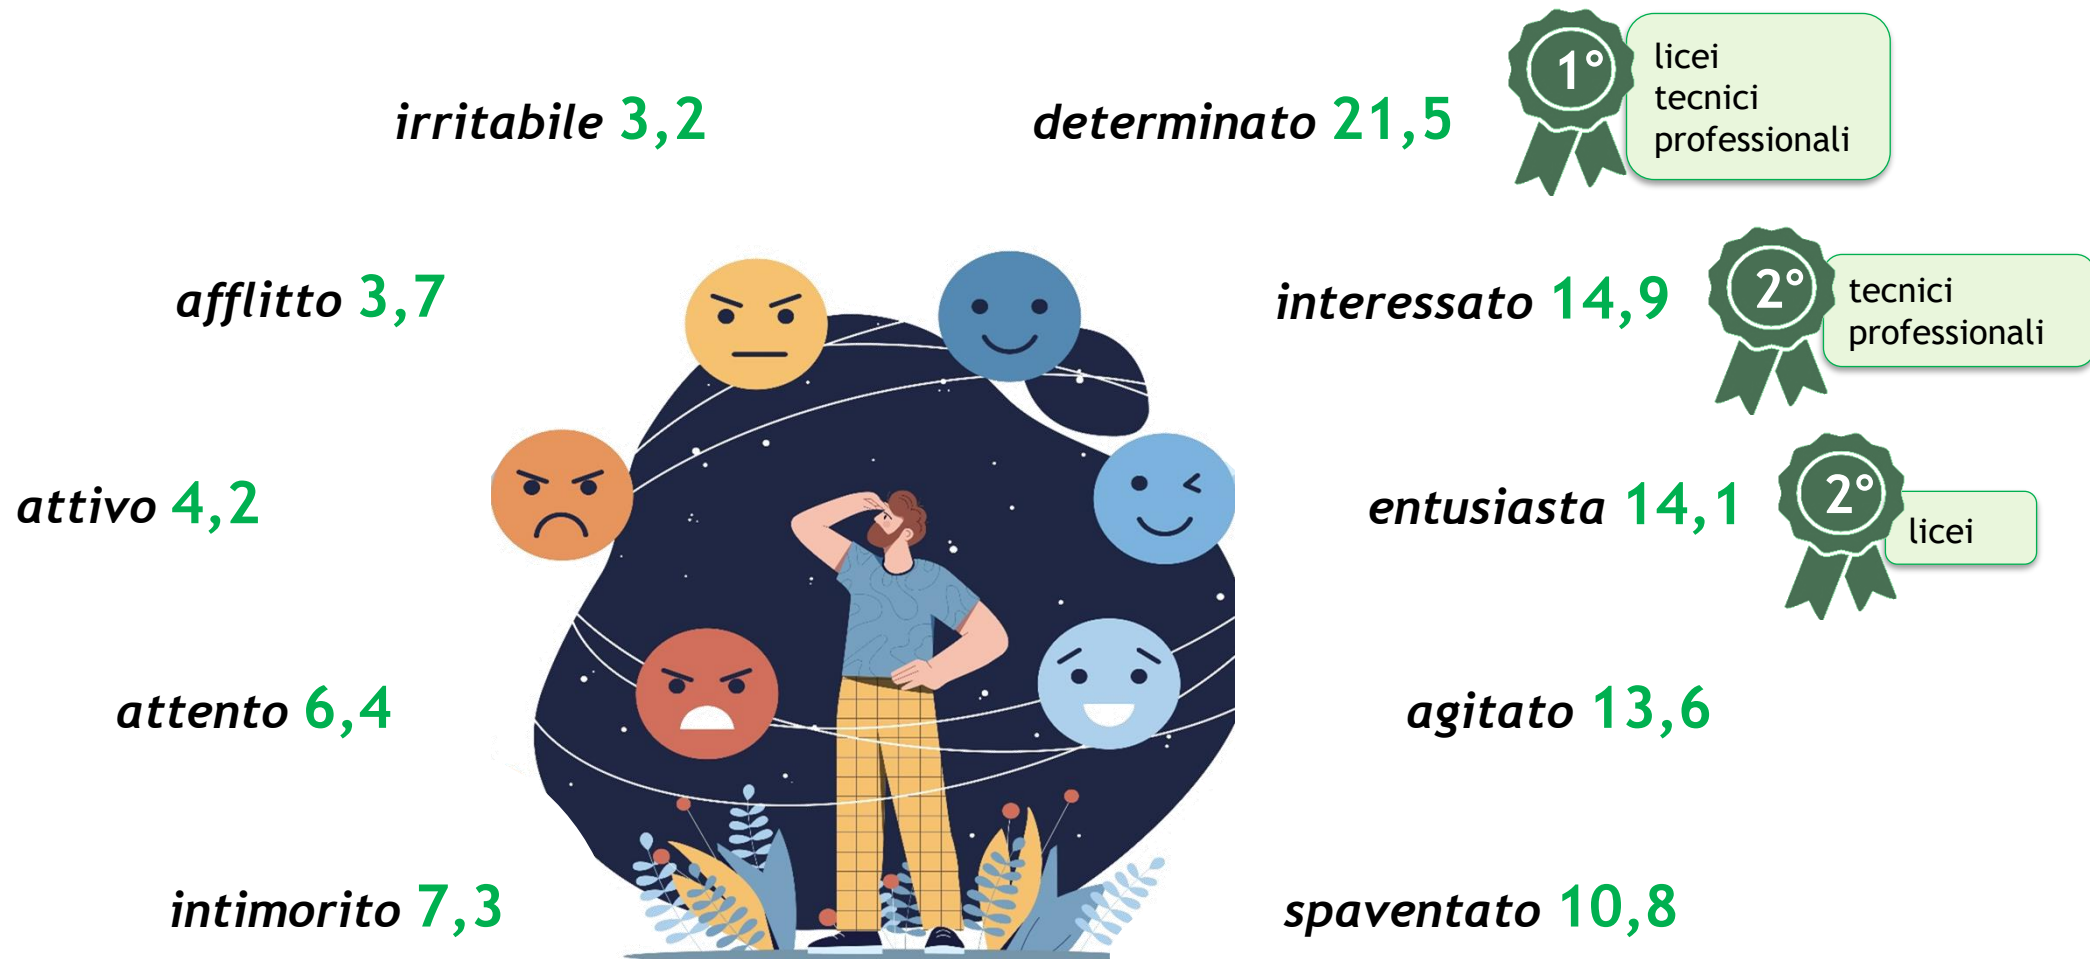 irritabile 3,2
determinato 21,5
1°
licei
tecnici
professionali
afflitto 3,7
interessato 14,9
2°
tecnici
professionali
attivo 4,2
entusiasta 14,1
2°
licei
attento 6,4
agitato 13,6
intimorito 7,3
spaventato 10,8